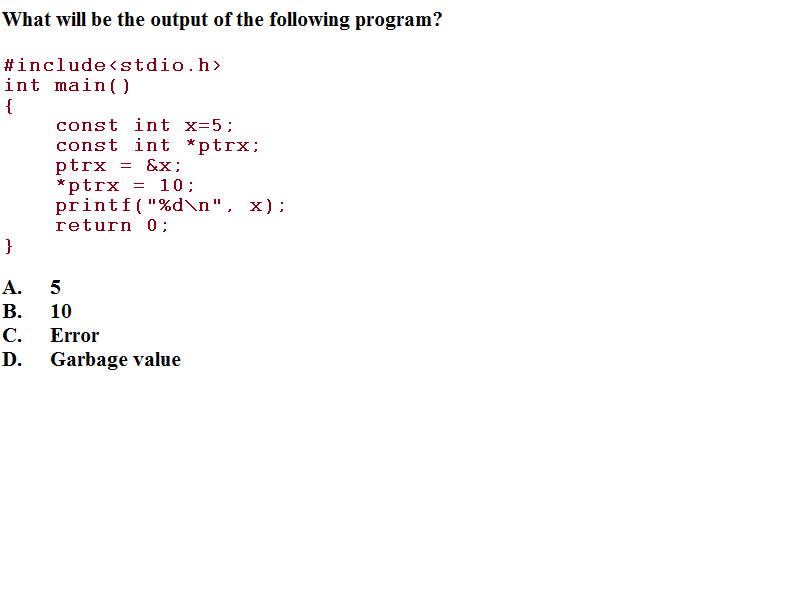 What will be the output of the following program?
#include<stdio.h>
int main()
{
const int x=5;
const int *ptrx;
ptrx = &x;
*ptrx = 10;
printf("%d\n", x);
return 0;
}
A. 5
B. 10
C. Error
D. Garbage value